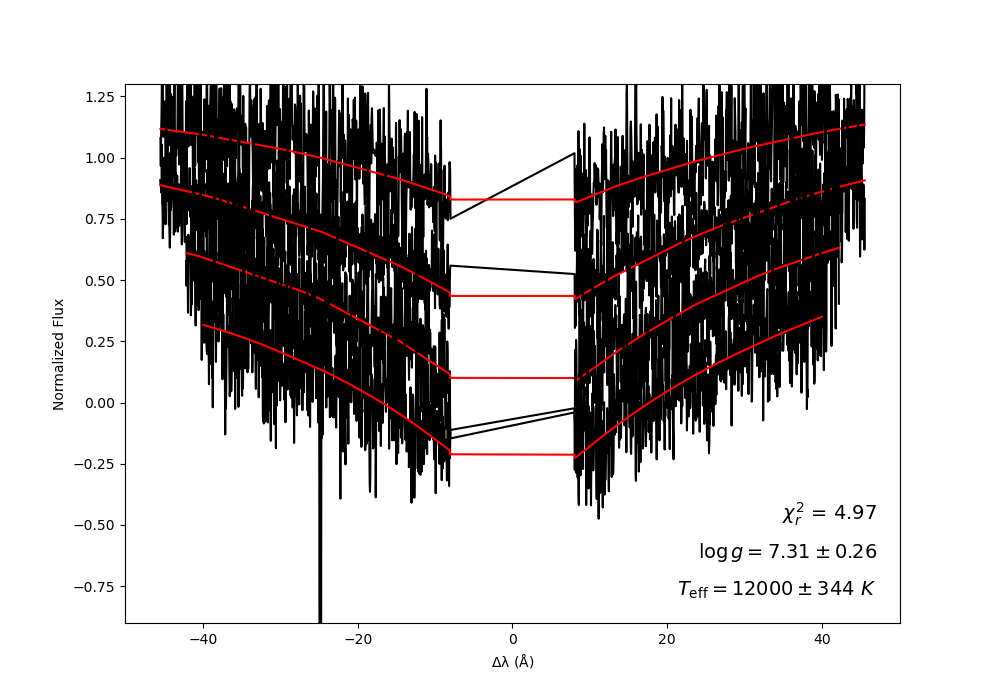 1.25
1.00
0.75
0.50
0.25
0.00
−0.25
−0.50
−0.75
Normalized Flux
χ²ᵣ = 4.97
log g = 7.31 ± 0.26
T_eff = 12000 ± 344 K
−40 −20 0 20 40
Δλ (Å)